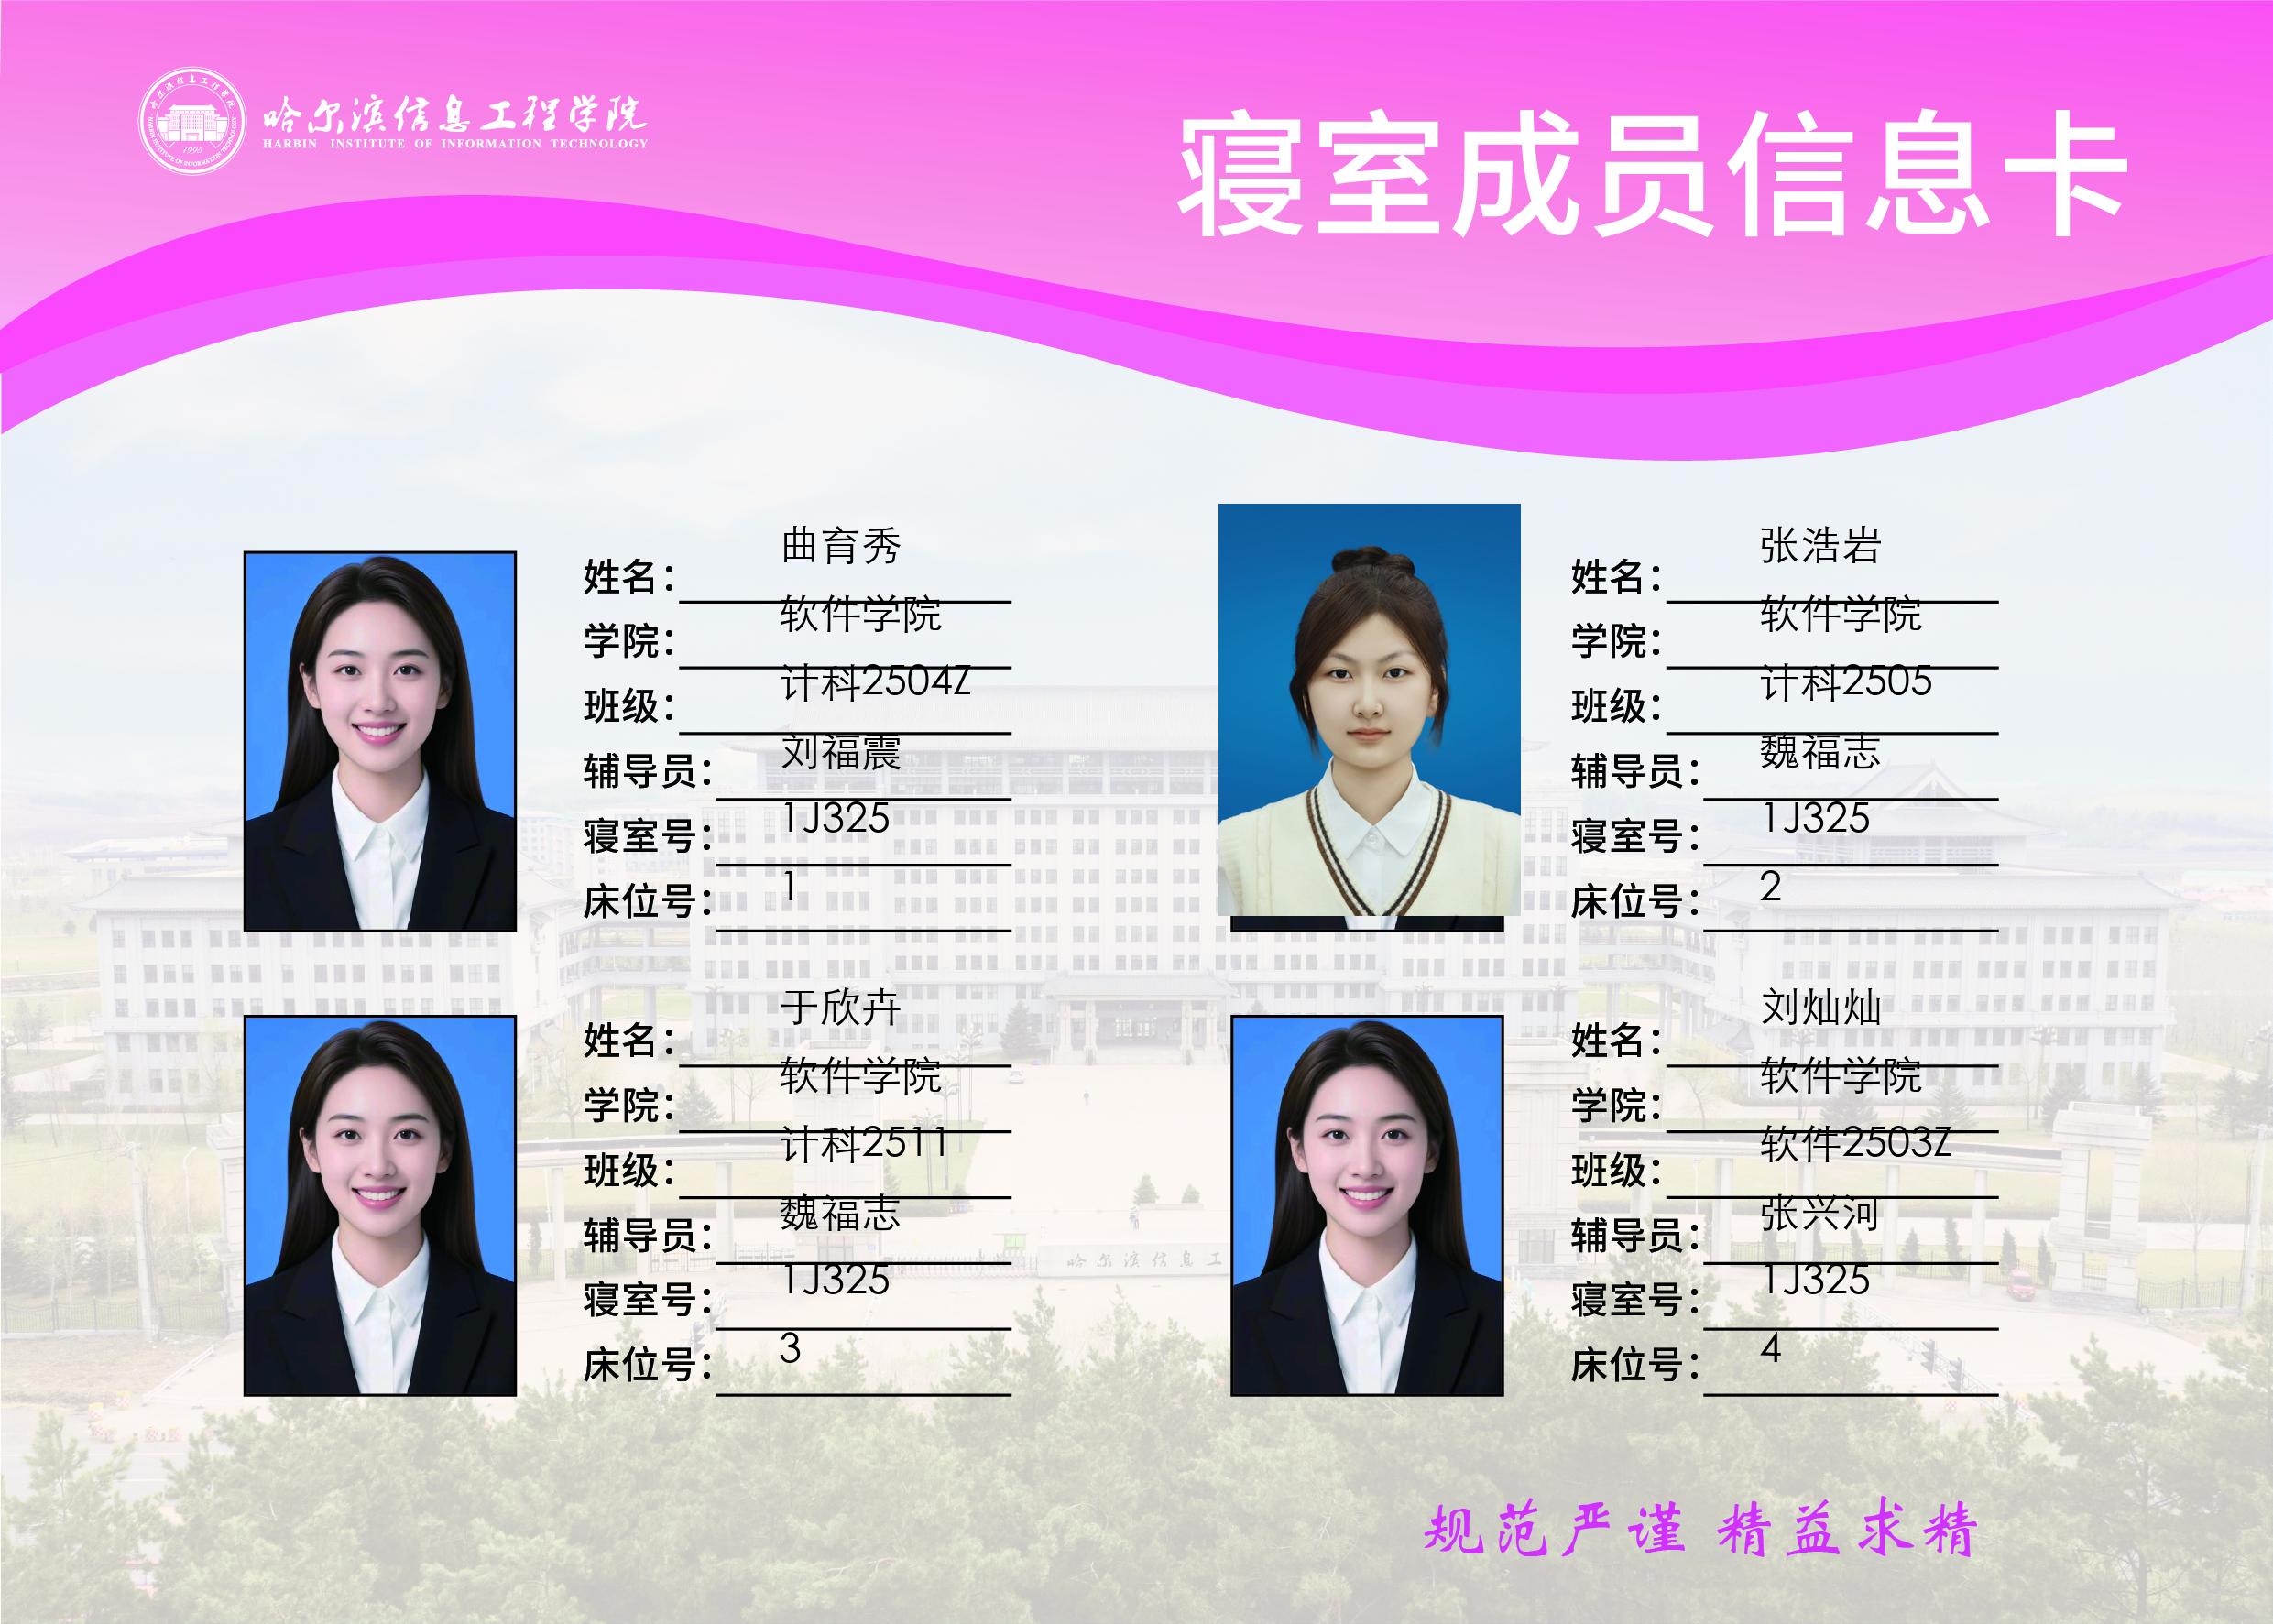 哈尔滨信息工程学院
HARBIN INSTITUTE OF INFORMATION TECHNOLOGY
1995
寝室成员信息卡
姓名：曲育秀
学院：软件学院
班级：计科2504Z
辅导员：刘福震
寝室号：1J325
床位号：1
姓名：张浩岩
学院：软件学院
班级：计科2505
辅导员：魏福志
寝室号：1J325
床位号：2
姓名：于欣卉
学院：软件学院
班级：计科2511
辅导员：魏福志
寝室号：1J325
床位号：3
姓名：刘灿灿
学院：软件学院
班级：软件2503Z
辅导员：张兴河
寝室号：1J325
床位号：4
哈尔滨信息工
规范严谨 精益求精